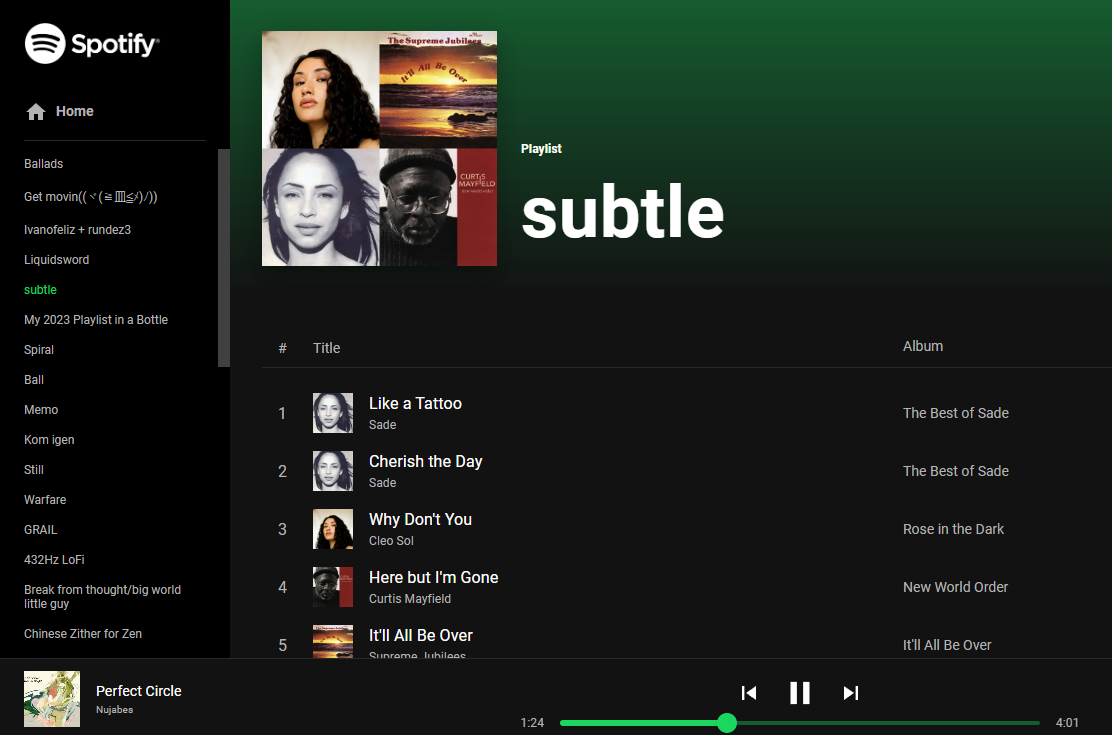 Spotify
Home
Ballads
Get movin((ヾ(≧皿≦ﾒ)ﾉ))
Ivanofeliz + rundez3
Liquidsword
subtle
My 2023 Playlist in a Bottle
Spiral
Ball
Memo
Kom igen
Still
Warfare
GRAIL
432Hz LoFi
Break from thought/big world
little guy
Chinese Zither for Zen
The Supreme Jubilees
It'll All Be Over
CURTIS
MAYFIELD
Playlist
subtle
# Title Album
1 Like a Tattoo The Best of Sade
Sade
2 Cherish the Day The Best of Sade
Sade
3 Why Don't You Rose in the Dark
Cleo Sol
4 Here but I'm Gone New World Order
Curtis Mayfield
5 It'll All Be Over It'll All Be Over
Supreme Jubilees
Perfect Circle
Nujabes
1:24 4:01